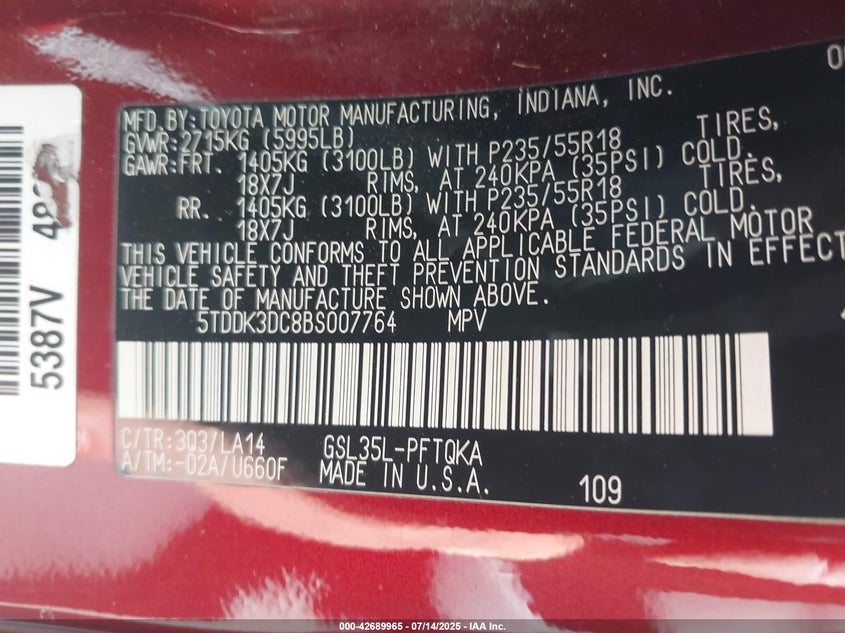 00
MFD.BY:TOYOTA MOTOR MANUFACTURING, INDIANA, INC.
GVWR:2715KG (5995LB)
GAWR:FRT. 1405KG (3100LB) WITH P235/55R18 TIRES,
18X7J RIMS, AT 240KPA (35PSI) COLD.
RR. 1405KG (3100LB) WITH P235/55R18 TIRES,
18X7J RIMS, AT 240KPA (35PSI) COLD.
THIS VEHICLE CONFORMS TO ALL APPLICABLE FEDERAL MOTOR
VEHICLE SAFETY AND THEFT PREVENTION STANDARDS IN EFFECT
THE DATE OF MANUFACTURE SHOWN ABOVE.
5TDDK3DC8BS007764 MPV
C/TR:3Q3/LA14 GSL35L-PFTQKA
A/TM:-02A/U660F MADE IN U.S.A.
109
5387V
000-42689965 - 07/14/2025 - IAA Inc.